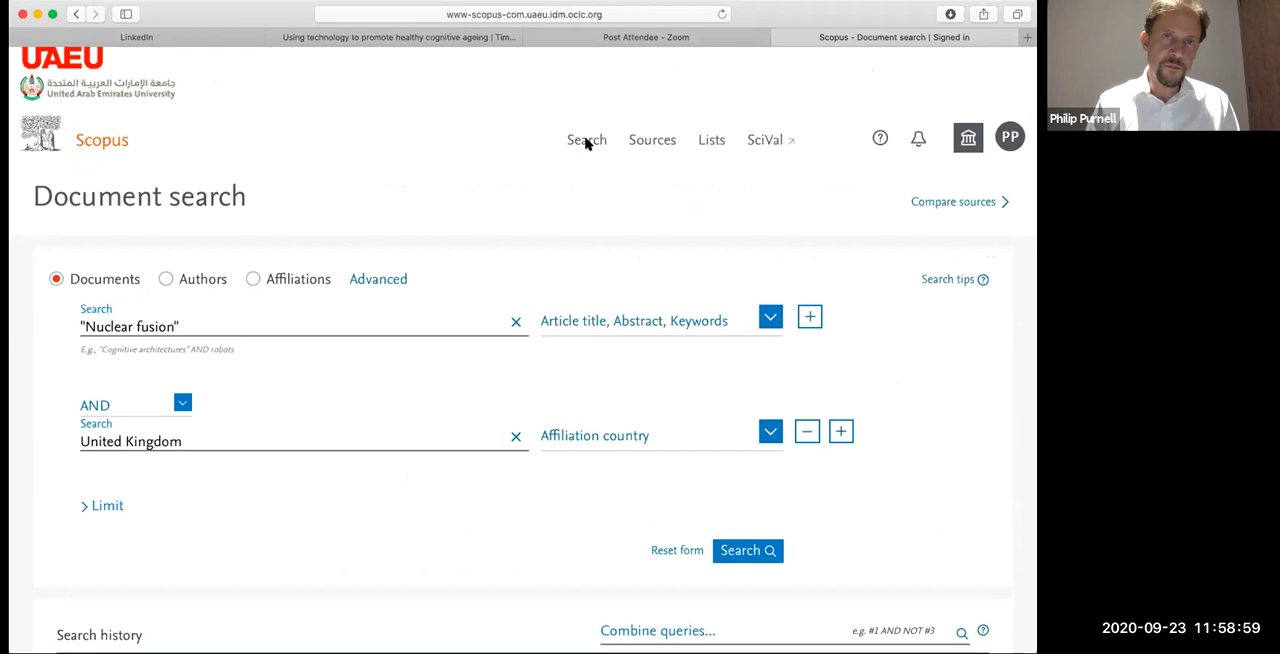 www-scopus-com.uaeu.idm.oclc.org
LinkedIn
Using technology to promote healthy cognitive ageing | Tim...
Post Attendee - Zoom
Scopus - Document search | Signed in
UAEU
جامعة الإمارات العربية المتحدة
United Arab Emirates University
Scopus
Search
Sources
Lists
SciVal
PP
Philip Purnell
Document search
Compare sources
Documents
Authors
Affiliations
Advanced
Search tips
Search
"Nuclear fusion"
Article title, Abstract, Keywords
E.g., "Cognitive architectures" AND robots
AND
Search
United Kingdom
Affiliation country
Limit
Reset form
Search
Search history
Combine queries...
e.g. #1 AND NOT #3
2020-09-23 11:58:59